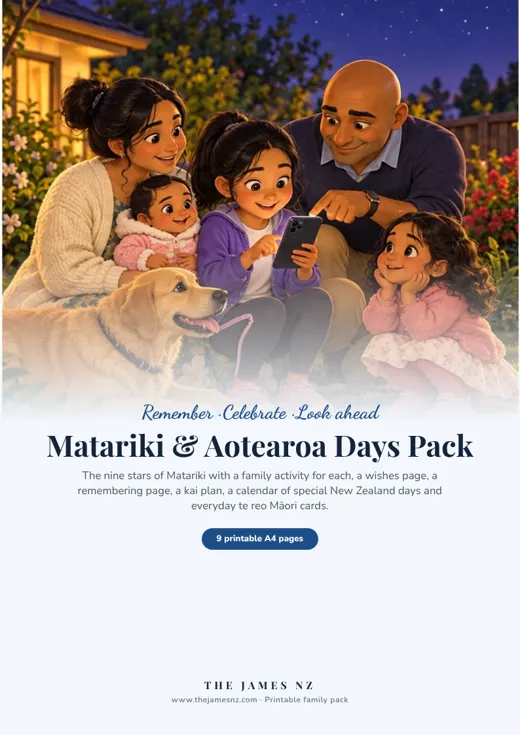 Remember ·Celebrate ·Look ahead
Matariki & Aotearoa Days Pack
The nine stars of Matariki with a family activity for each, a wishes page, a
remembering page, a kai plan, a calendar of special New Zealand days and
everyday te reo Māori cards.
9 printable A4 pages
THE JAMES NZ
www.thejamesnz.com · Printable family pack